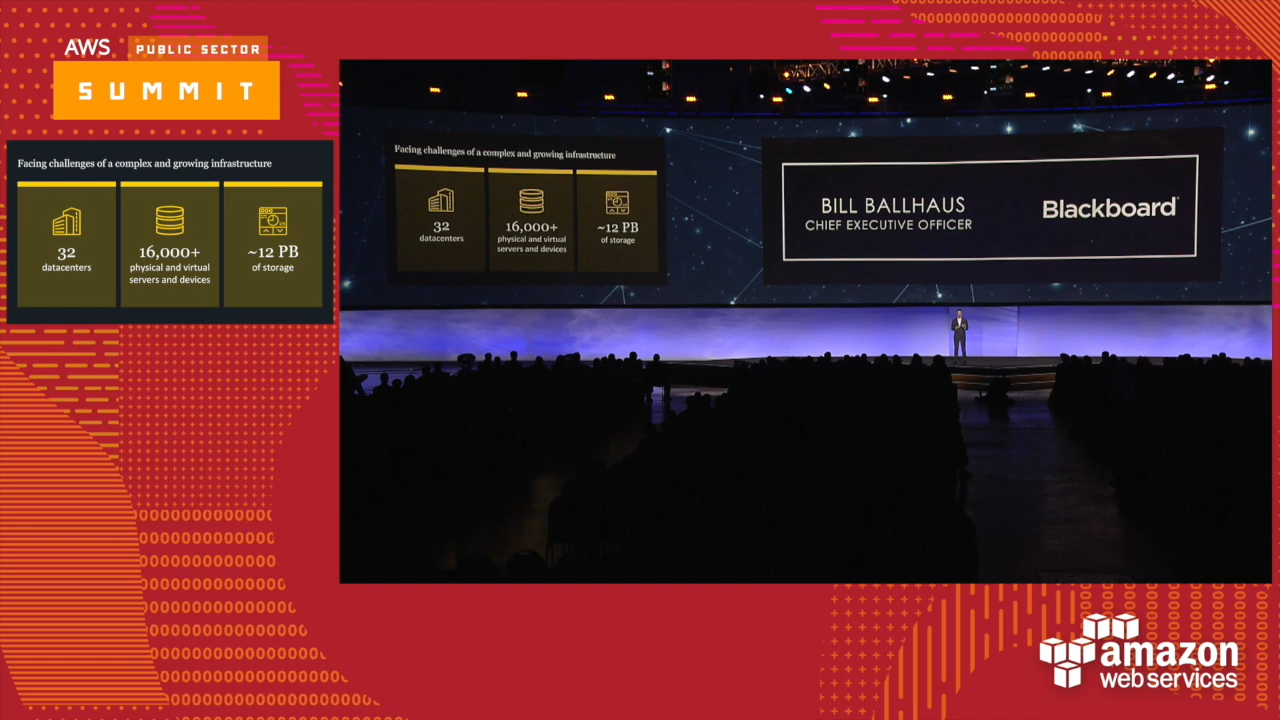 AWS PUBLIC SECTOR
SUMMIT
Facing challenges of a complex and growing infrastructure
32
datacenters
16,000+
physical and virtual
servers and devices
~12 PB
of storage
Facing challenges of a complex and growing infrastructure
32
datacenters
16,000+
physical and virtual
servers and devices
~12 PB
of storage
BILL BALLHAUS
CHIEF EXECUTIVE OFFICER
Blackboard
amazon
web services